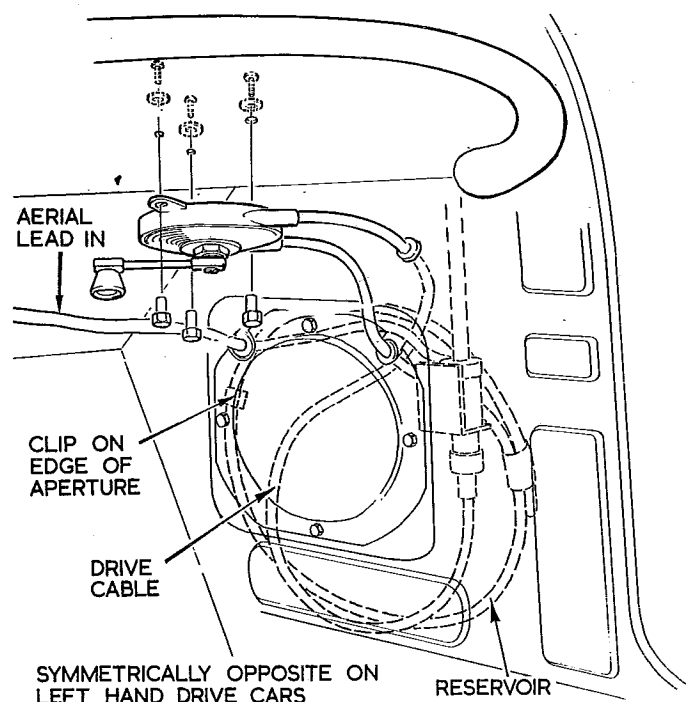 AERIAL
LEAD IN
CLIP ON
EDGE OF
APERTURE
DRIVE
CABLE
SYMMETRICALLY OPPOSITE ON
LEFT HAND DRIVE CARS
RESERVOIR